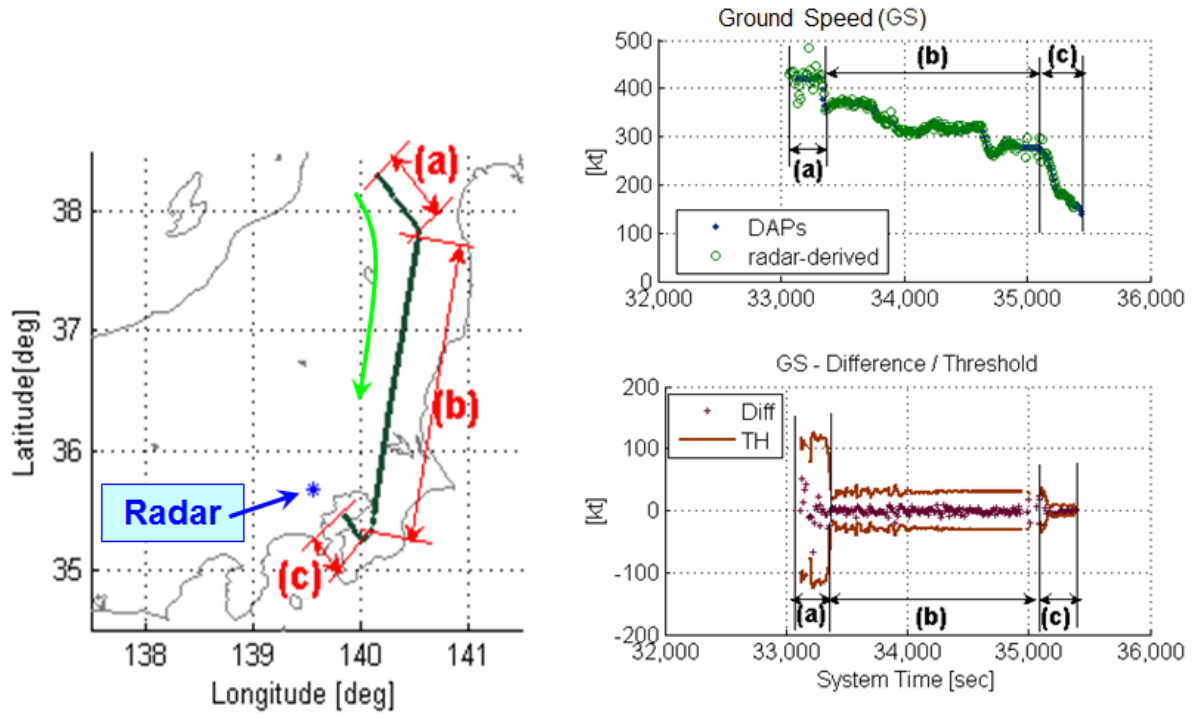 (a)
38
37
(b)
36
Radar
35
(c)
138
139
140
141
Latitude[deg]
Longitude [deg]
Ground Speed (GS)
500
400
300
200
100
0
[kt]
(b)
(c)
(a)
DAPs
radar-derived
32,000
33,000
34,000
35,000
36,000
GS - Difference / Threshold
200
100
0
-100
-200
[kt]
Diff
TH
(a)
(b)
(c)
32,000
33,000
34,000
35,000
36,000
System Time [sec]